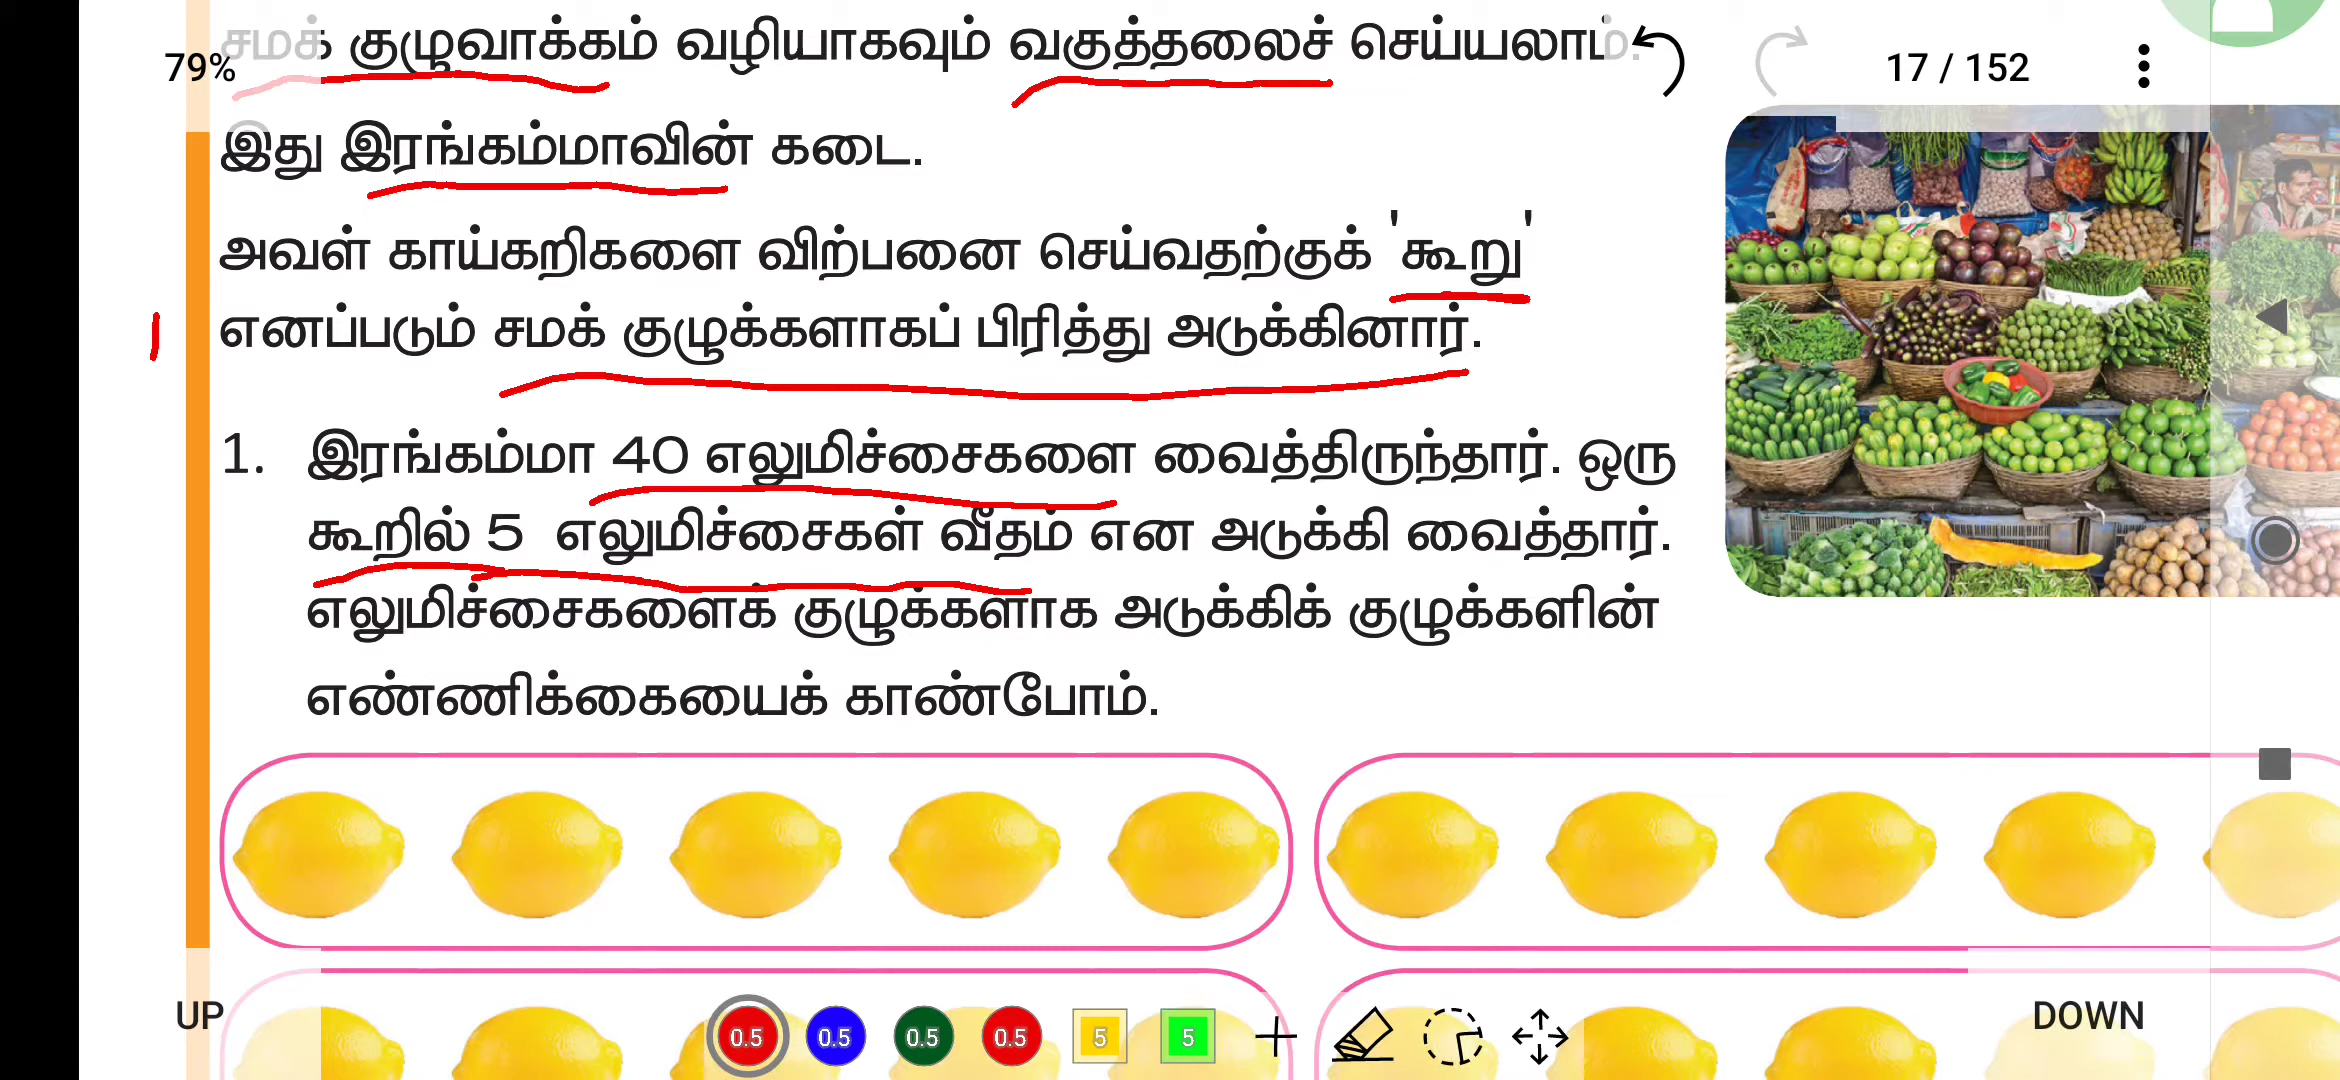 சமக் குழுவாக்கம் வழியாகவும் வகுத்தலைச் செய்யலாம்.
79%
17 / 152
இது இரங்கம்மாவின் கடை.
அவள் காய்கறிகளை விற்பனை செய்வதற்குக் 'கூறு'
எனப்படும் சமக் குழுக்களாகப் பிரித்து அடுக்கினார்.
1. இரங்கம்மா 40 எலுமிச்சைகளை வைத்திருந்தார். ஒரு
கூறில் 5 எலுமிச்சைகள் வீதம் என அடுக்கி வைத்தார்.
எலுமிச்சைகளைக் குழுக்களாக அடுக்கிக் குழுக்களின்
எண்ணிக்கையைக் காண்போம்.
UP
0.5 0.5 0.5 0.5 5 5
DOWN